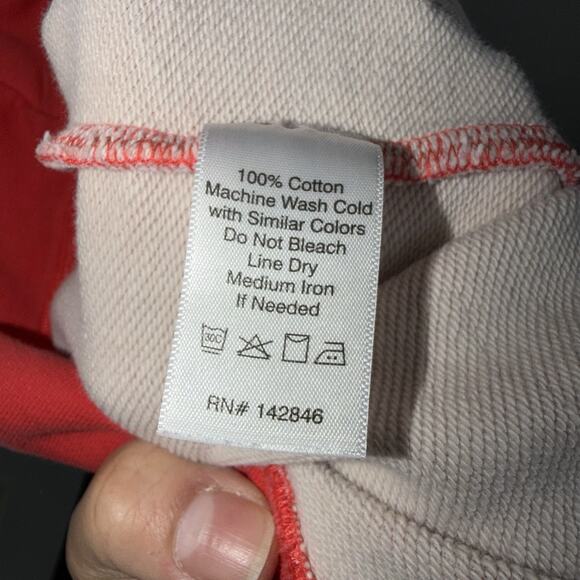 100% Cotton
Machine Wash Cold
with Similar Colors
Do Not Bleach
Line Dry
Medium Iron
If Needed
30C
RN# 142846